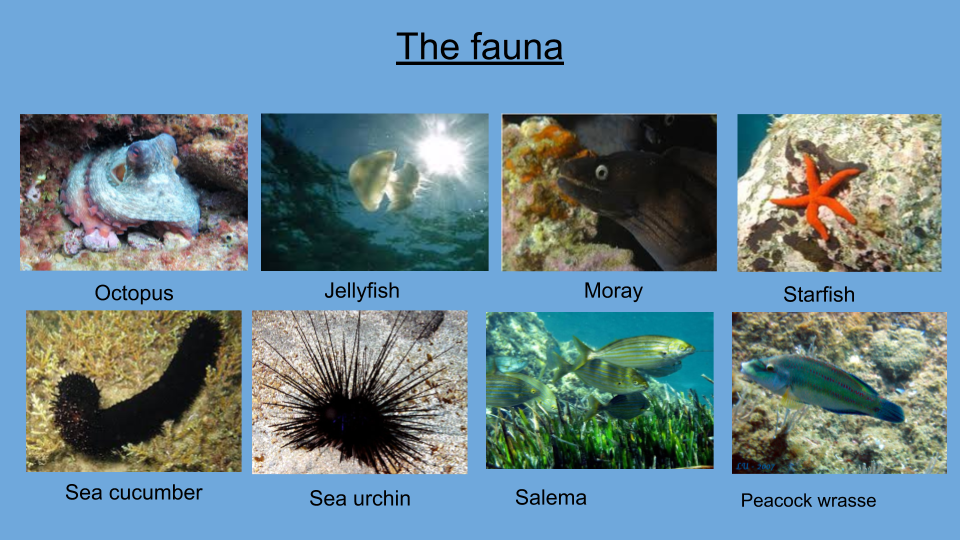 The fauna
Octopus
Jellyfish
Moray
Starfish
Sea cucumber
Sea urchin
Salema
Peacock wrasse